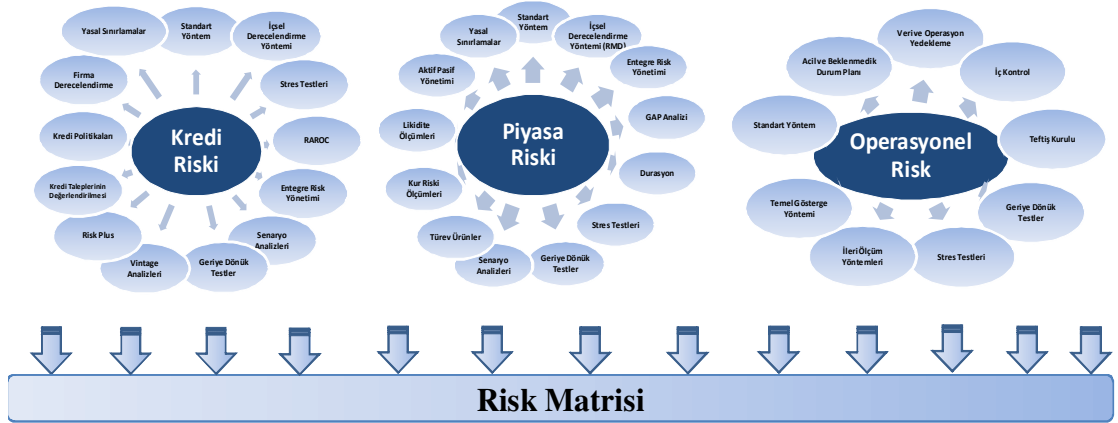 Yasal Sınırlamalar
Standart
Yöntem
İçsel
Derecelendirme
Yöntemi
Stres Testleri
RAROC
Entegre Risk
Yönetimi
Senaryo
Analizleri
Geriye Dönük
Testler
Vintage
Analizleri
Risk Plus
Kredi Taleplerinin
Değerlendirilmesi
Kredi Politikaları
Firma
Derecelendirme
Kredi
Riski
Yasal
Sınırlamalar
Standart
Yöntem
İçsel
Derecelendirme
Yöntemi (RMD)
Entegre Risk
Yönetimi
GAP Analizi
Durasyon
Stres Testleri
Geriye Dönük
Testler
Senaryo
Analizleri
Türev Ürünler
Kur Riski
Ölçümleri
Likidite
Ölçümleri
Aktif Pasif
Yönetimi
Piyasa
Riski
Veri ve Operasyon
Yedekleme
İç Kontrol
Teftiş Kurulu
Geriye Dönük
Testler
Stres Testleri
İleri Ölçüm
Yöntemleri
Temel Gösterge
Yöntemi
Standart Yöntem
Acil ve Beklenmedik
Durum Planı
Operasyonel
Risk
Risk Matrisi